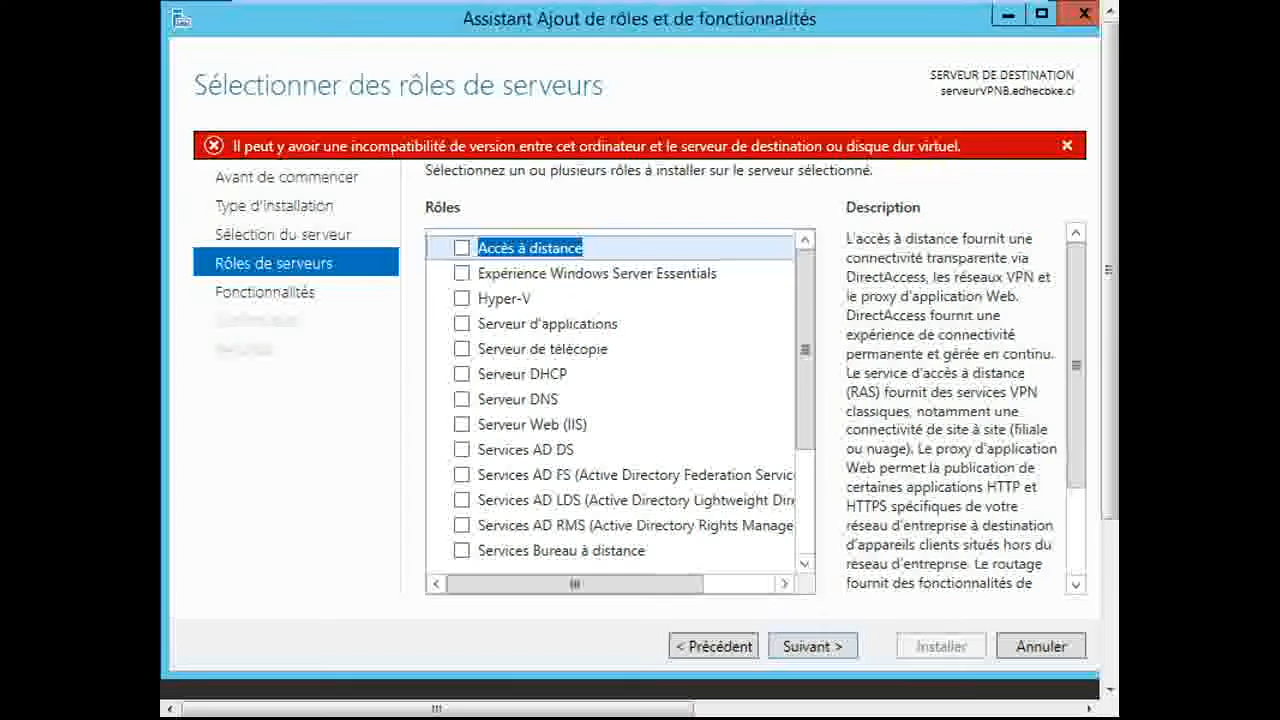 Assistant Ajout de rôles et de fonctionnalités
Sélectionner des rôles de serveurs
SERVEUR DE DESTINATION
serveurVPNB.edhecbke.ci
Il peut y avoir une incompatibilité de version entre cet ordinateur et le serveur de destination ou disque dur virtuel.
Avant de commencer
Type d'installation
Sélection du serveur
Rôles de serveurs
Fonctionnalités
Sélectionnez un ou plusieurs rôles à installer sur le serveur sélectionné.
Rôles
Accès à distance
Expérience Windows Server Essentials
Hyper-V
Serveur d'applications
Serveur de télécopie
Serveur DHCP
Serveur DNS
Serveur Web (IIS)
Services AD DS
Services AD FS (Active Directory Federation Servic
Services AD LDS (Active Directory Lightweight Dir
Services AD RMS (Active Directory Rights Manage
Services Bureau à distance
Description
L'accès à distance fournit une
connectivité transparente via
DirectAccess, les réseaux VPN et
le proxy d'application Web.
DirectAccess fournit une
expérience de connectivité
permanente et gérée en continu.
Le service d'accès à distance
(RAS) fournit des services VPN
classiques, notamment une
connectivité de site à site (filiale
ou nuage). Le proxy d'application
Web permet la publication de
certaines applications HTTP et
HTTPS spécifiques de votre
réseau d'entreprise à destination
d'appareils clients situés hors du
réseau d'entreprise. Le routage
fournit des fonctionnalités de
< Précédent
Suivant >
Installer
Annuler